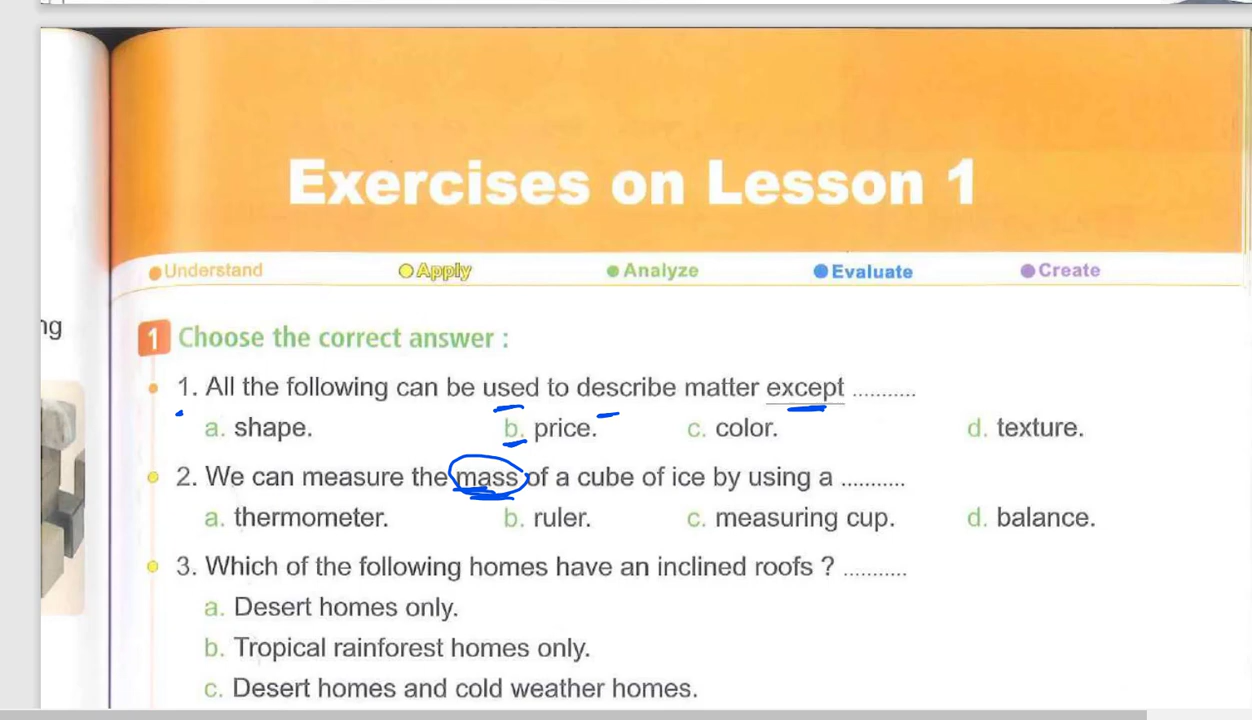 Exercises on Lesson 1
Understand Apply Analyze Evaluate Create
ng
1 Choose the correct answer :
1. All the following can be used to describe matter except ...........
a. shape. b. price. c. color. d. texture.
2. We can measure the mass of a cube of ice by using a ...........
a. thermometer. b. ruler. c. measuring cup. d. balance.
3. Which of the following homes have an inclined roofs ? ...........
a. Desert homes only.
b. Tropical rainforest homes only.
c. Desert homes and cold weather homes.